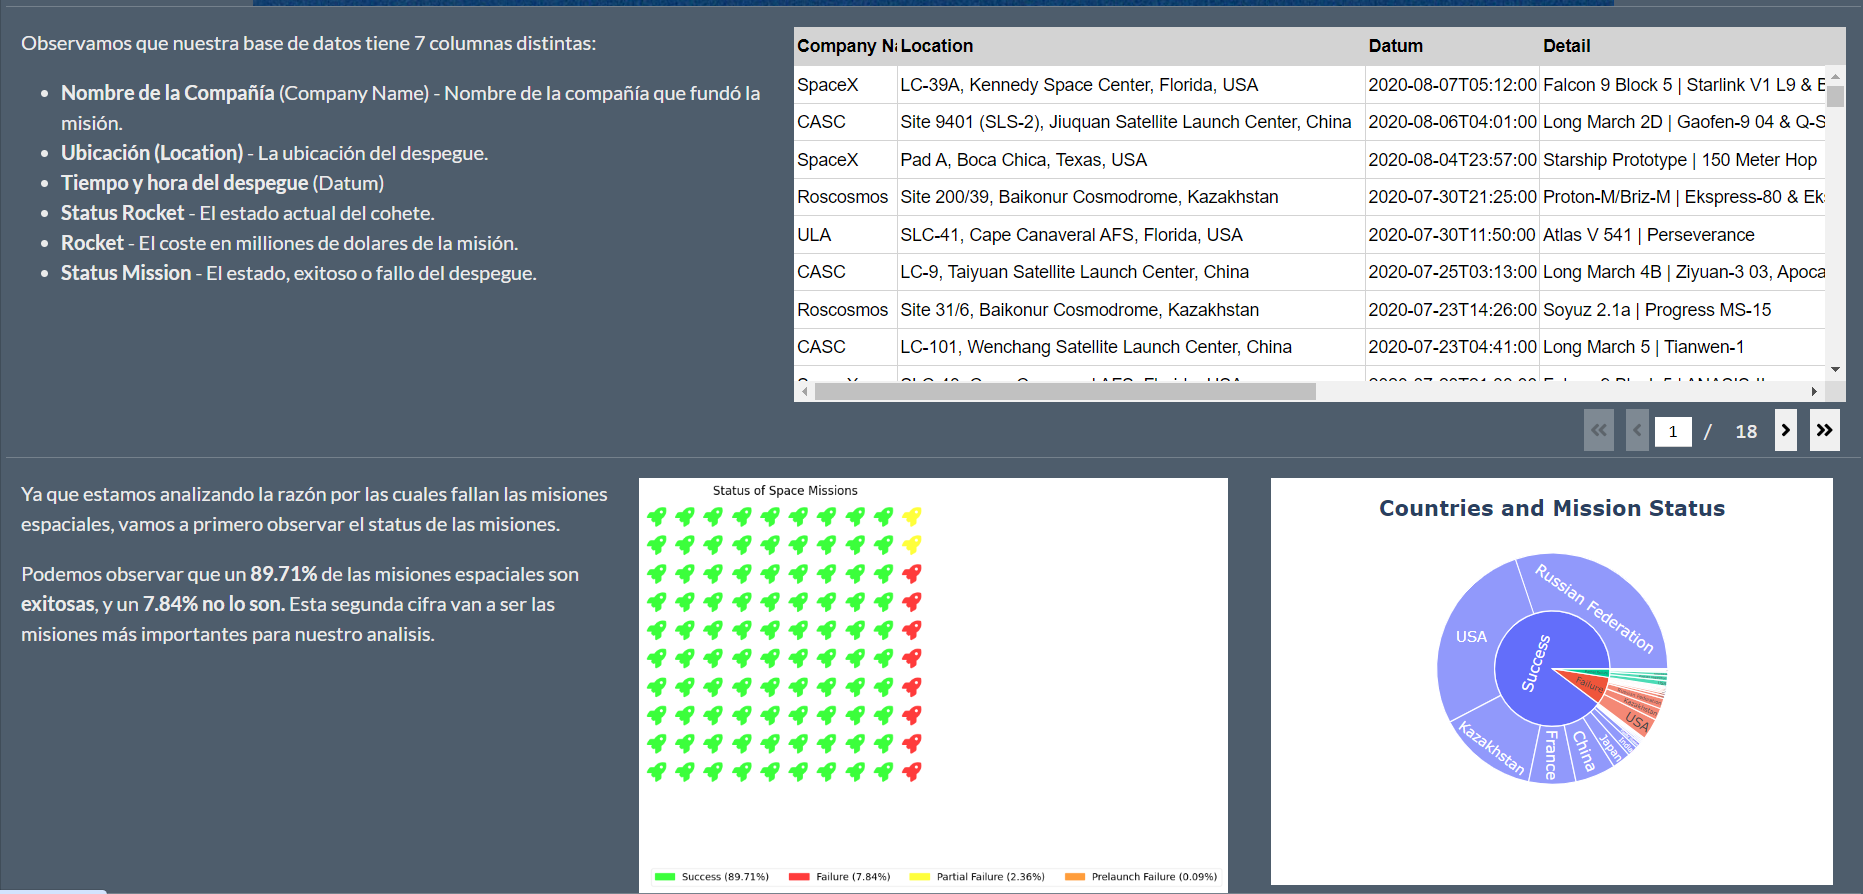 Observamos que nuestra base de datos tiene 7 columnas distintas:
Nombre de la Compañía (Company Name) - Nombre de la compañía que fundó la
misión.
Ubicación (Location) - La ubicación del despegue.
Tiempo y hora del despegue (Datum)
Status Rocket - El estado actual del cohete.
Rocket - El coste en milliones de dolares de la misión.
Status Mission - El estado, exitoso o fallo del despegue.
Company Na Location Datum Detail
SpaceX LC-39A, Kennedy Space Center, Florida, USA 2020-08-07T05:12:00 Falcon 9 Block 5 | Starlink V1 L9 & B
CASC Site 9401 (SLS-2), Jiuquan Satellite Launch Center, China 2020-08-06T04:01:00 Long March 2D | Gaofen-9 04 & Q-S
SpaceX Pad A, Boca Chica, Texas, USA 2020-08-04T23:57:00 Starship Prototype | 150 Meter Hop
Roscosmos Site 200/39, Baikonur Cosmodrome, Kazakhstan 2020-07-30T21:25:00 Proton-M/Briz-M | Ekspress-80 & Eks
ULA SLC-41, Cape Canaveral AFS, Florida, USA 2020-07-30T11:50:00 Atlas V 541 | Perseverance
CASC LC-9, Taiyuan Satellite Launch Center, China 2020-07-25T03:13:00 Long March 4B | Ziyuan-3 03, Apoca
Roscosmos Site 31/6, Baikonur Cosmodrome, Kazakhstan 2020-07-23T14:26:00 Soyuz 2.1a | Progress MS-15
CASC LC-101, Wenchang Satellite Launch Center, China 2020-07-23T04:41:00 Long March 5 | Tianwen-1
1 / 18
Ya que estamos analizando la razón por las cuales fallan las misiones
espaciales, vamos a primero observar el status de las misiones.
Podemos observar que un 89.71% de las misiones espaciales son
exitosas, y un 7.84% no lo son. Esta segunda cifra van a ser las
misiones más importantes para nuestro analisis.
Status of Space Missions
Success (89.71%) Failure (7.84%) Partial Failure (2.36%) Prelaunch Failure (0.09%)
Countries and Mission Status
Russian Federation
USA
Success
Failure
Kazakhstan
USA
Kazakhstan
France
China
Japan
India